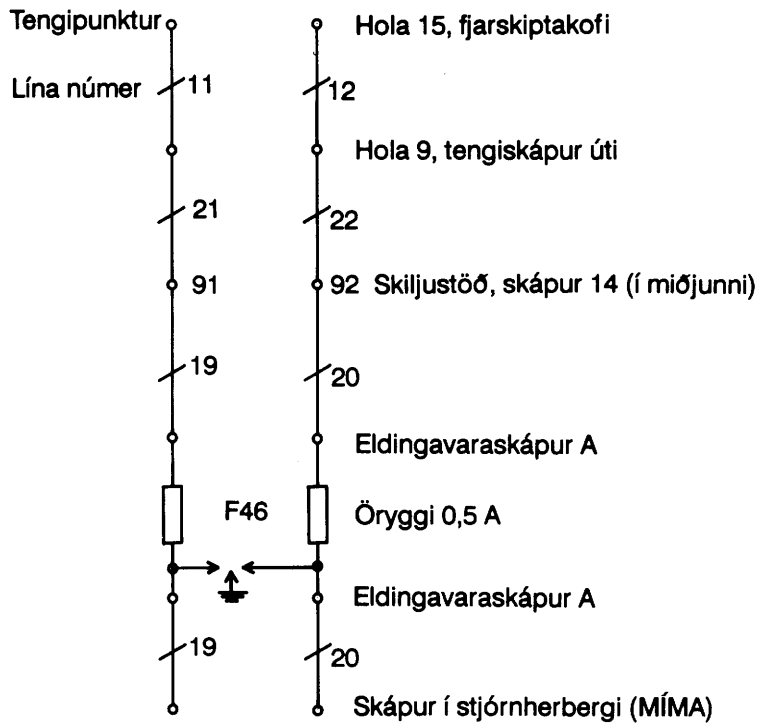 Tengipunktur Hola 15, fjarskiptakofi
Lína númer 11 12
Hola 9, tengiskápur úti
21 22
91 92 Skiljustöð, skápur 14 (í miðjunni)
19 20
Eldingavaraskápur A
F46 Öryggi 0,5 A
Eldingavaraskápur A
19 20
Skápur í stjórnherbergi (MÍMA)